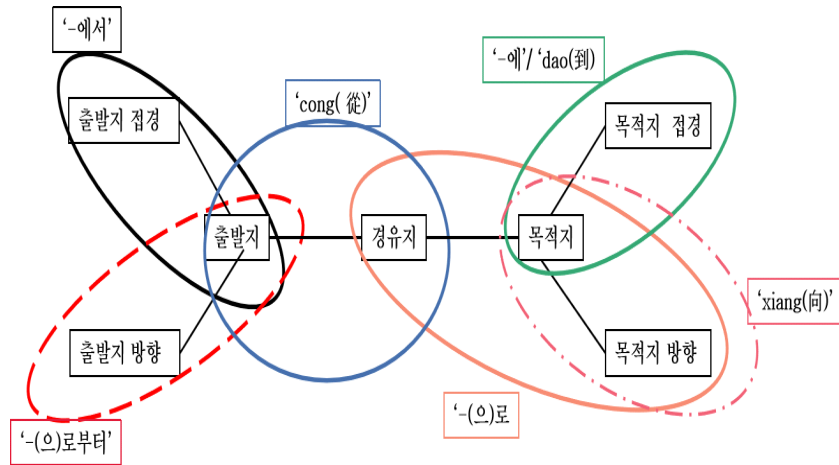 ‘-에서’
‘-에’/ ‘dao(到)
‘cong( 從)’
출발지 접경
목적지 접경
출발지
경유지
목적지
‘xiang(向)’
출발지 방향
목적지 방향
‘-(으)로
‘-(으)로부터’